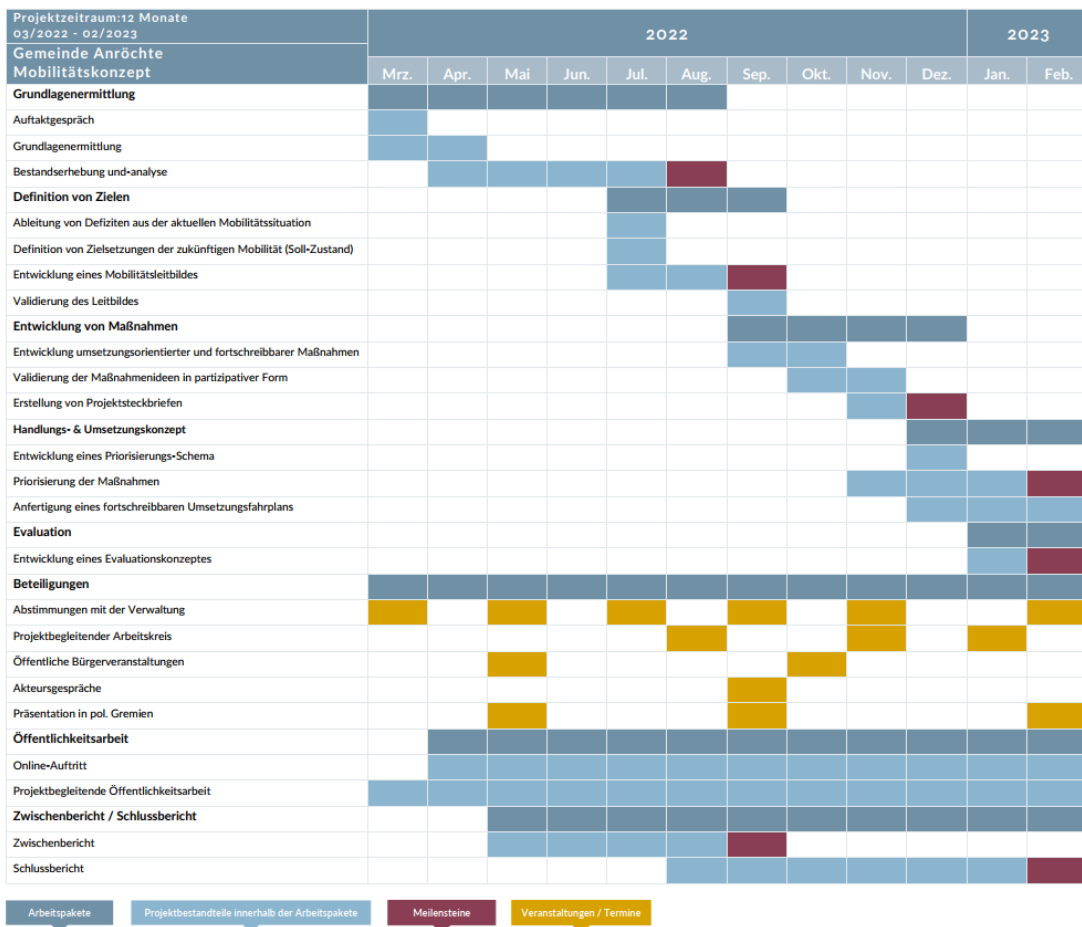 Projektzeitraum:12 Monate
03/2022 - 02/2023
2022
2023
Gemeinde Anröchte
Mobilitätskonzept
Mrz. Apr. Mai Jun. Jul. Aug. Sep. Okt. Nov. Dez. Jan. Feb.
Grundlagenermittlung
Auftaktgespräch
Grundlagenermittlung
Bestandserhebung und-analyse
Definition von Zielen
Ableitung von Defiziten aus der aktuellen Mobilitätssituation
Definition von Zielsetzungen der zukünftigen Mobilität (Soll-Zustand)
Entwicklung eines Mobilitätsleitbildes
Validierung des Leitbildes
Entwicklung von Maßnahmen
Entwicklung umsetzungsorientierter und fortschreibbarer Maßnahmen
Validierung der Maßnahmenideen in partizipativer Form
Erstellung von Projektsteckbriefen
Handlungs- & Umsetzungskonzept
Entwicklung eines Priorisierungs-Schema
Priorisierung der Maßnahmen
Anfertigung eines fortschreibbaren Umsetzungsfahrplans
Evaluation
Entwicklung eines Evaluationskonzeptes
Beteiligungen
Abstimmungen mit der Verwaltung
Projektbegleitender Arbeitskreis
Öffentliche Bürgerveranstaltungen
Akteursgespräche
Präsentation in pol. Gremien
Öffentlichkeitsarbeit
Online-Auftritt
Projektbegleitende Öffentlichkeitsarbeit
Zwischenbericht / Schlussbericht
Zwischenbericht
Schlussbericht
Arbeitspakete
Projektbestandteile innerhalb der Arbeitspakete
Meilensteine
Veranstaltungen / Termine